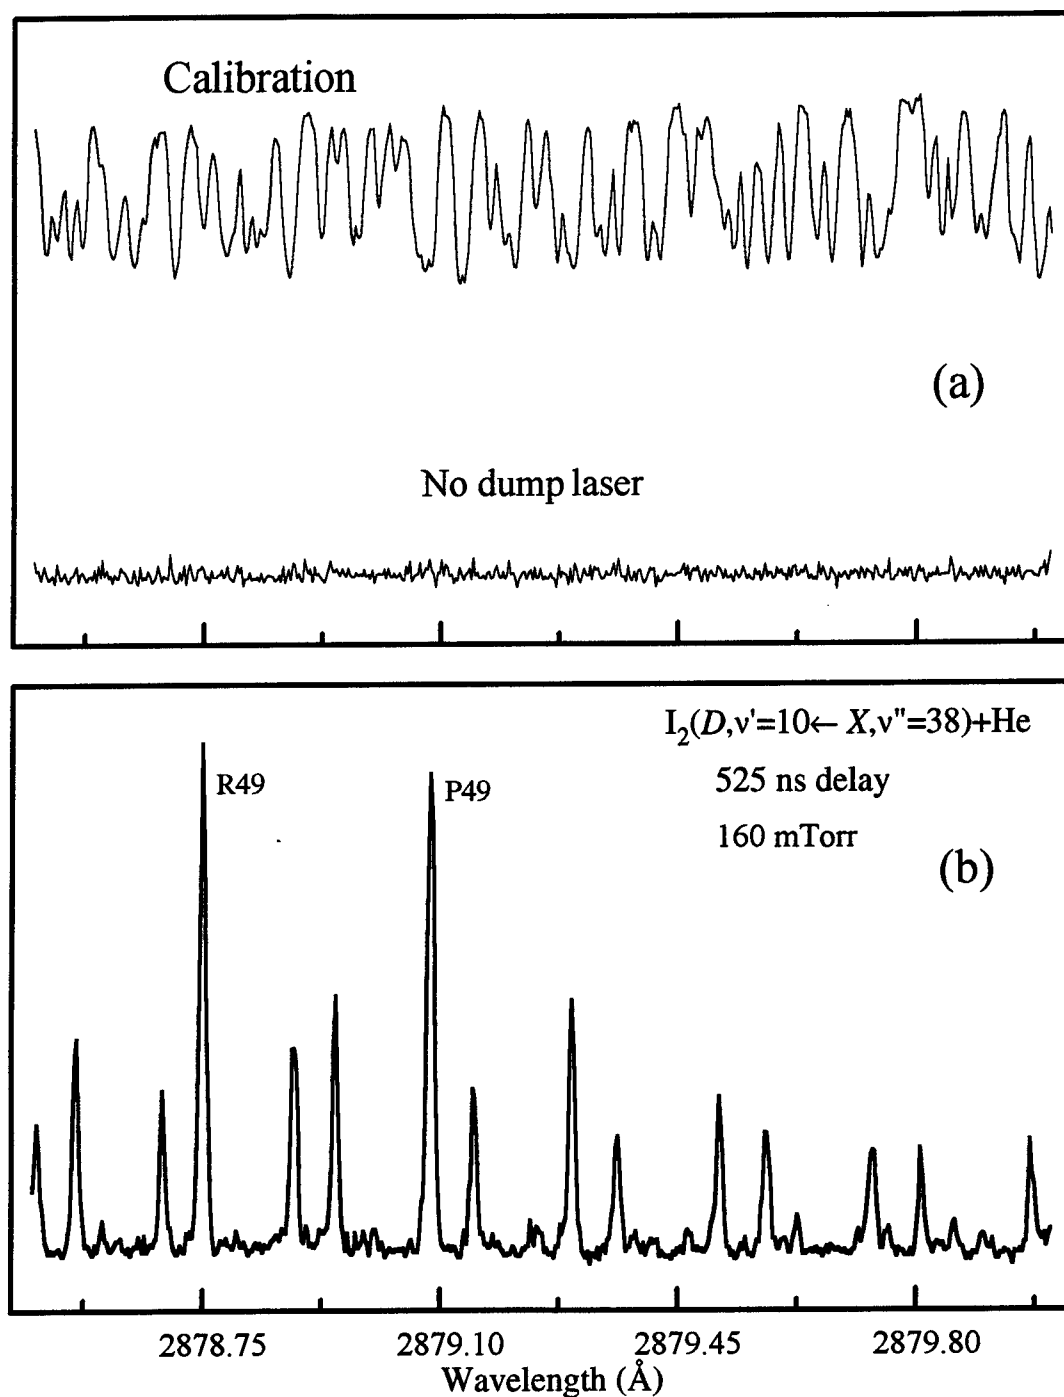 Calibration
(a)
No dump laser
I₂(D,ν'=10← X,ν"=38)+He
525 ns delay
160 mTorr
(b)
R49
P49
2878.75 2879.10 2879.45 2879.80
Wavelength (Å)